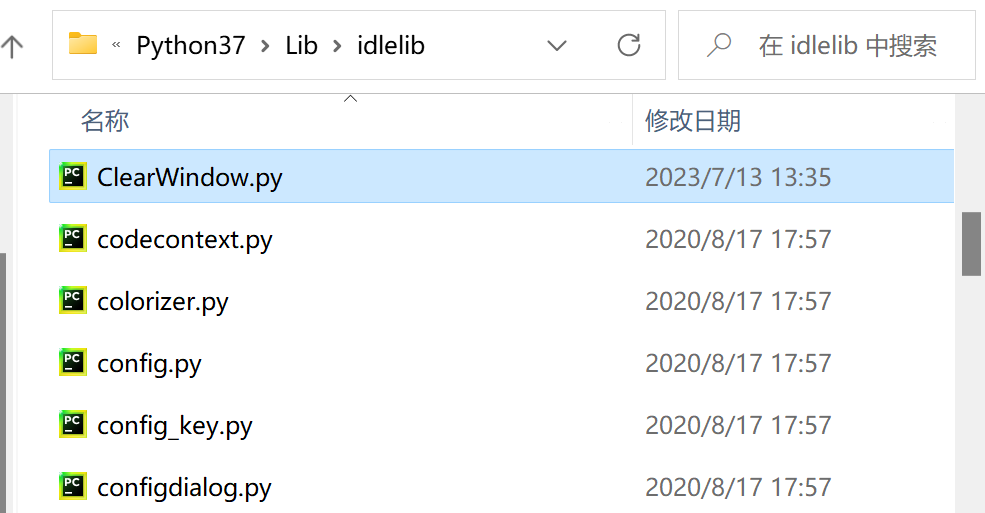 « Python37 › Lib › idlelib 在 idlelib 中搜索
名称 修改日期
PC ClearWindow.py 2023/7/13 13:35
PC codecontext.py 2020/8/17 17:57
PC colorizer.py 2020/8/17 17:57
PC config.py 2020/8/17 17:57
PC config_key.py 2020/8/17 17:57
PC configdialog.py 2020/8/17 17:57